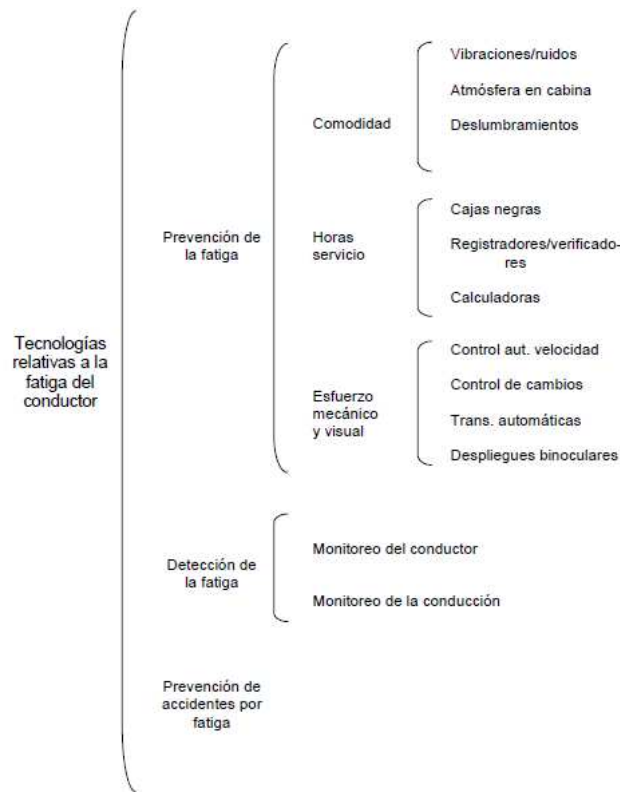 Tecnologías
relativas a la
fatiga del
conductor
Prevención de
la fatiga
Comodidad
Vibraciones/ruidos
Atmósfera en cabina
Deslumbramientos
Horas
servicio
Cajas negras
Registradores/verificado-
res
Calculadoras
Esfuerzo
mecánico
y visual
Control aut. velocidad
Control de cambios
Trans. automáticas
Despliegues binoculares
Detección de
la fatiga
Monitoreo del conductor
Monitoreo de la conducción
Prevención de
accidentes por
fatiga